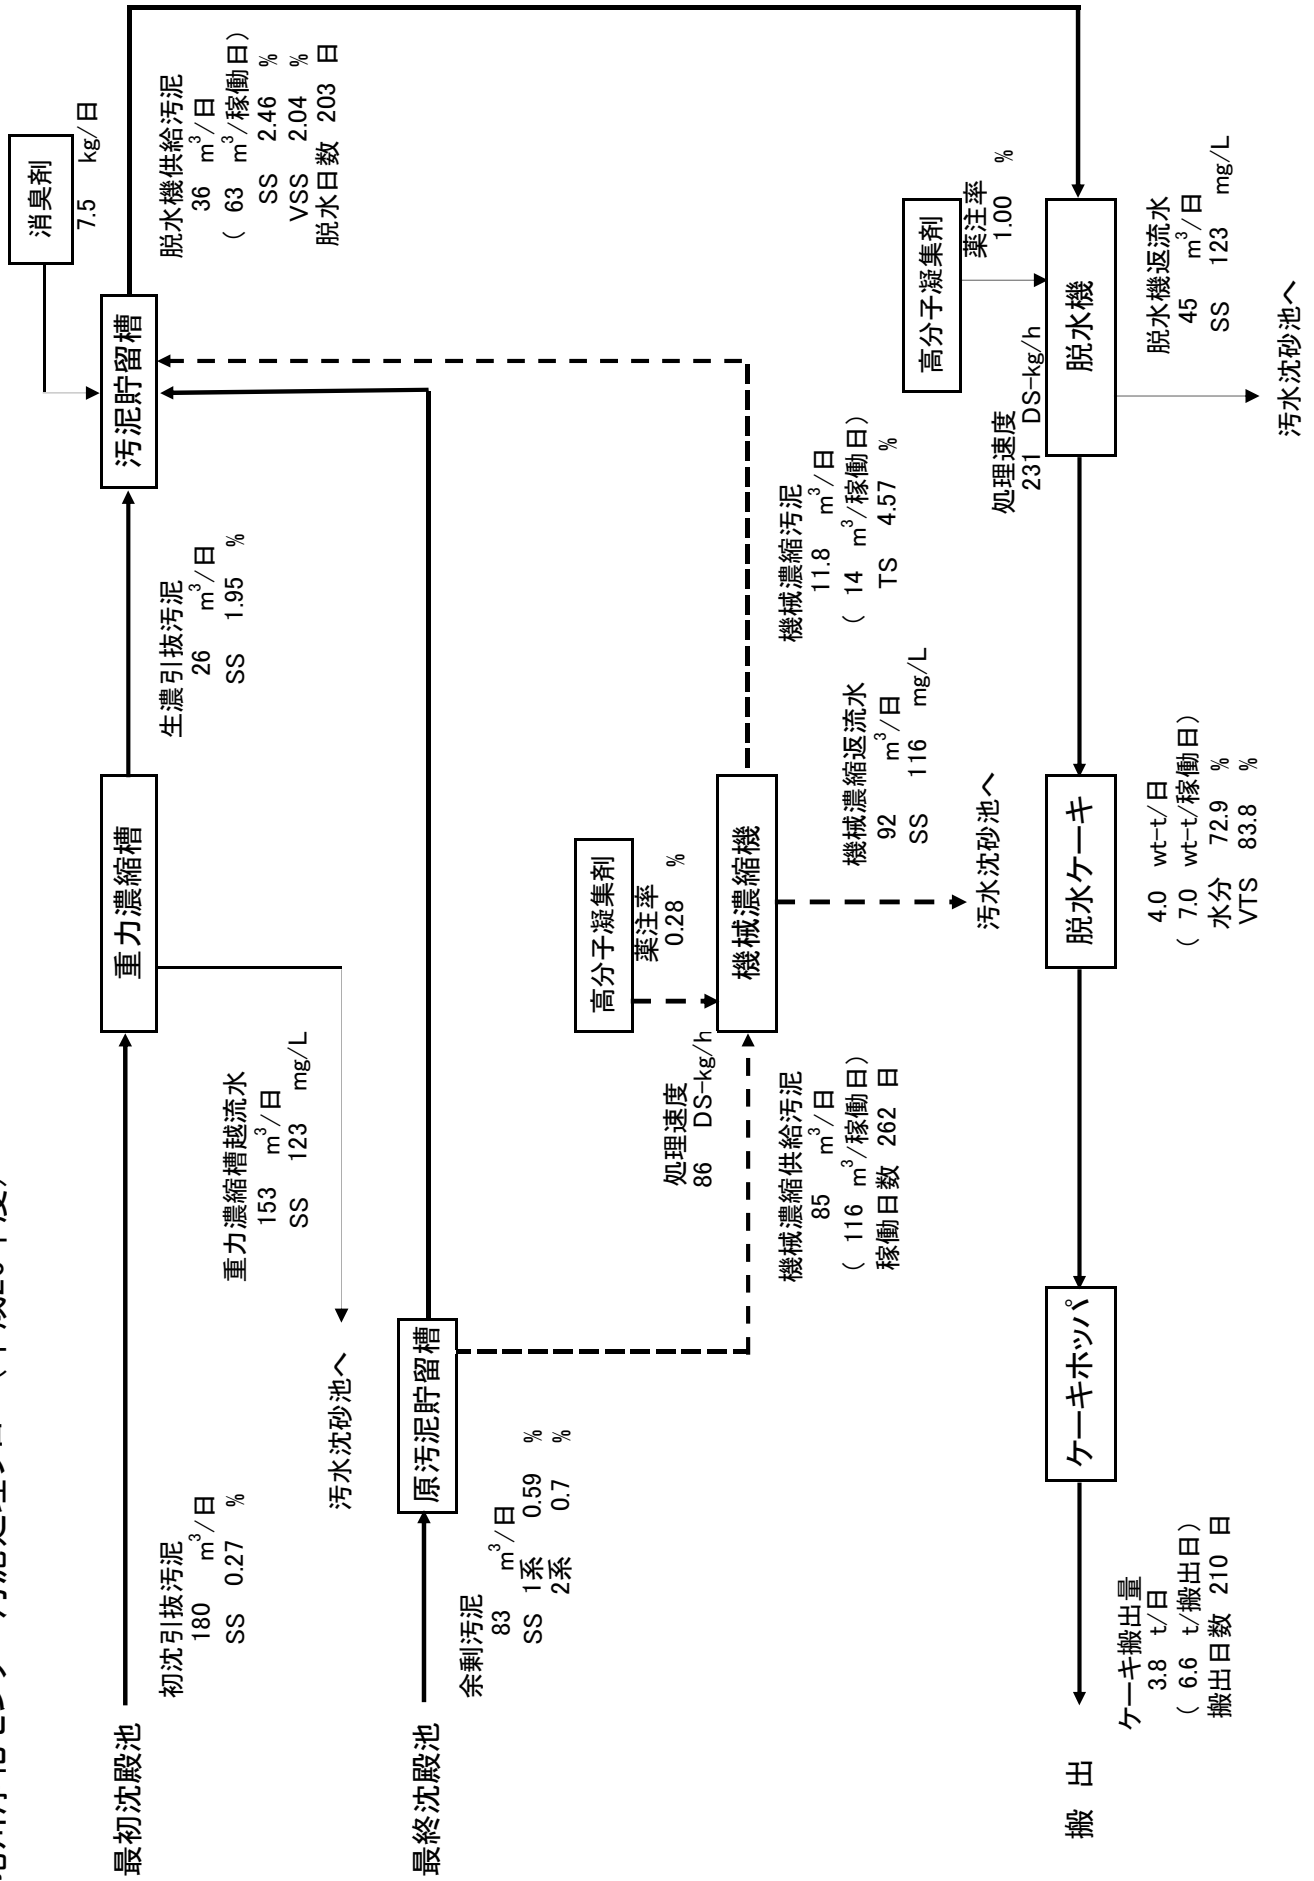 最初沈殿池
初沈引抜汚泥
180 m³/日
SS 0.27 %
重力濃縮槽
重力濃縮槽越流水
153 m³/日
SS 123 mg/L
汚水沈砂池へ
生濃引抜汚泥
26 m³/日
SS 1.95 %
汚泥貯留槽
消臭剤
7.5 kg/日
脱水機供給汚泥
36 m³/日
( 63 m³/稼働日)
SS 2.46 %
VSS 2.04 %
脱水日数 203 日
最終沈殿池
余剰汚泥
83 m³/日
SS 1系 0.59 %
2系 0.7 %
原汚泥貯留槽
高分子凝集剤
薬注率
0.28 %
処理速度
86 DS-kg/h
機械濃縮機
機械濃縮供給汚泥
85 m³/日
( 116 m³/稼働日)
稼働日数 262 日
機械濃縮返流水
92 m³/日
SS 116 mg/L
汚水沈砂池へ
機械濃縮汚泥
11.8 m³/日
( 14 m³/稼働日)
TS 4.57 %
高分子凝集剤
薬注率
1.00 %
処理速度
231 DS-kg/h
脱水機
脱水機返流水
45 m³/日
SS 123 mg/L
汚水沈砂池へ
脱水ケーキ
4.0 wt-t/日
( 7.0 wt-t/稼働日)
水分 72.9 %
VTS 83.8 %
ケーキホッパ
搬 出
ケーキ搬出量
3.8 t/日
( 6.6 t/搬出日)
搬出日数 210 日